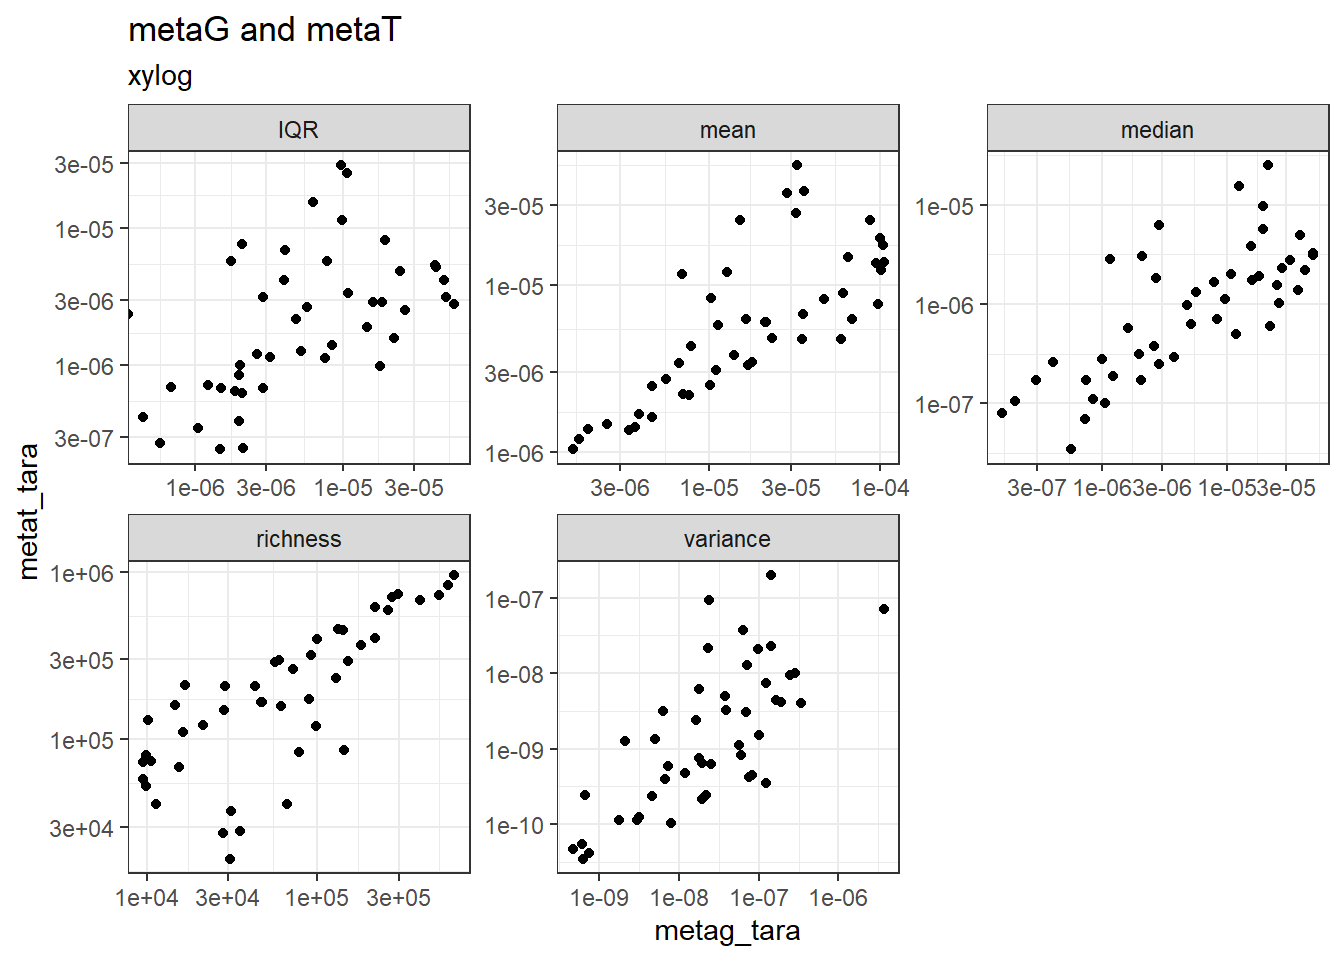 metaG and metaT
xylog
IQR
mean
median
3e-05
1e-05
3e-06
1e-06
3e-07
1e-06 3e-06 1e-05 3e-05
3e-05
1e-05
3e-06
1e-06
3e-06 1e-05 3e-05 1e-04
1e-05
1e-06
1e-07
3e-07 1e-06 3e-06 1e-05 3e-05
metat_tara
richness
variance
1e+06
3e+05
1e+05
3e+04
1e+04 3e+04 1e+05 3e+05
1e-07
1e-08
1e-09
1e-10
1e-09 1e-08 1e-07 1e-06
metag_tara